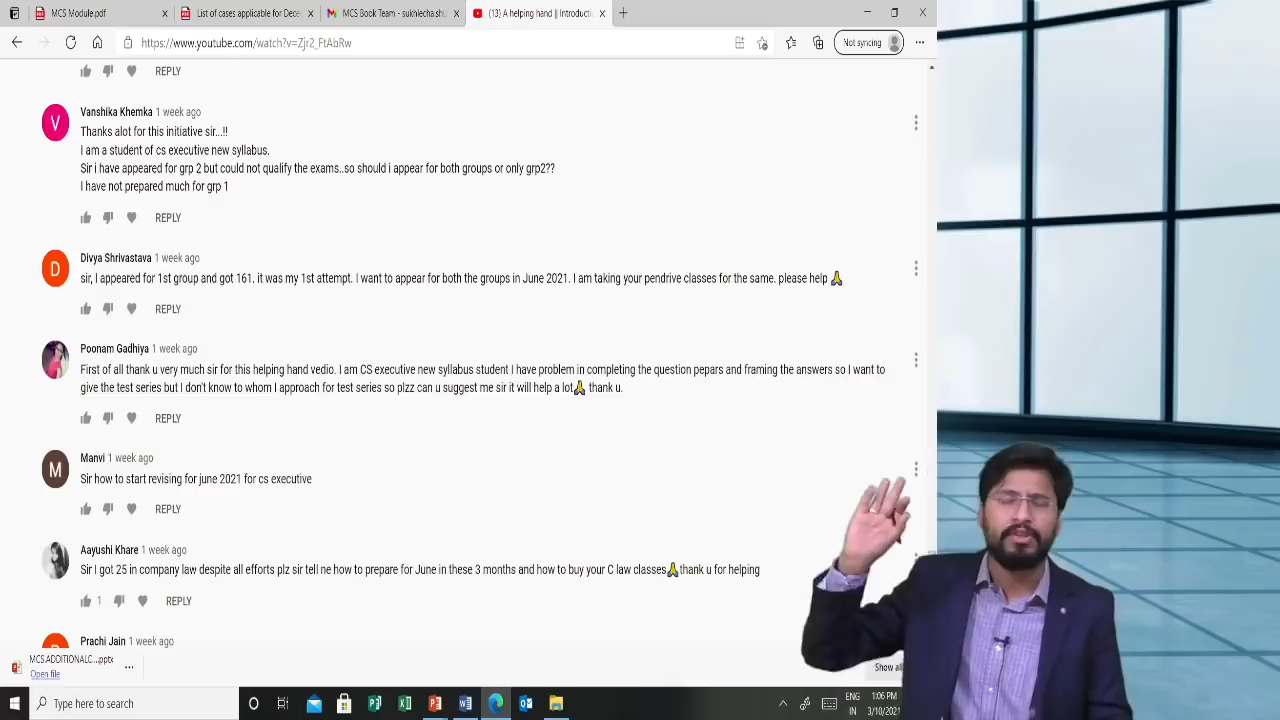 MCS Module.pdf
List of cases applicable for Dece
MCS Book Team - sukhlecha.sh
(13) A helping hand || Introducti
https://www.youtube.com/watch?v=Zjr2_FtAbRw
Not syncing
REPLY
V
Vanshika Khemka 1 week ago
Thanks alot for this initiative sir...!!
I am a student of cs executive new syllabus.
Sir i have appeared for grp 2 but could not qualify the exams..so should i appear for both groups or only grp2???
I have not prepared much for grp 1
REPLY
D
Divya Shrivastava 1 week ago
sir, I appeared for 1st group and got 161. it was my 1st attempt. I want to appear for both the groups in June 2021. I am taking your pendrive classes for the same. please help 🙏
REPLY
Poonam Gadhiya 1 week ago
First of all thank u very much sir for this helping hand vedio. I am CS executive new syllabus student I have problem in completing the question pepars and framing the answers so I want to
give the test series but I don't know to whom I approach for test series so plzz can u suggest me sir it will help a lot🙏 thank u.
REPLY
M
Manvi 1 week ago
Sir how to start revising for june 2021 for cs executive
REPLY
Aayushi Khare 1 week ago
Sir I got 25 in company law despite all efforts plz sir tell ne how to prepare for June in these 3 months and how to buy your C law classes🙏thank u for helping
1 REPLY
Prachi Jain 1 week ago
MCS.ADDITIONALC....pptx
Open file
Show all
Type here to search
ENG 1:06 PM
IN 3/10/2021